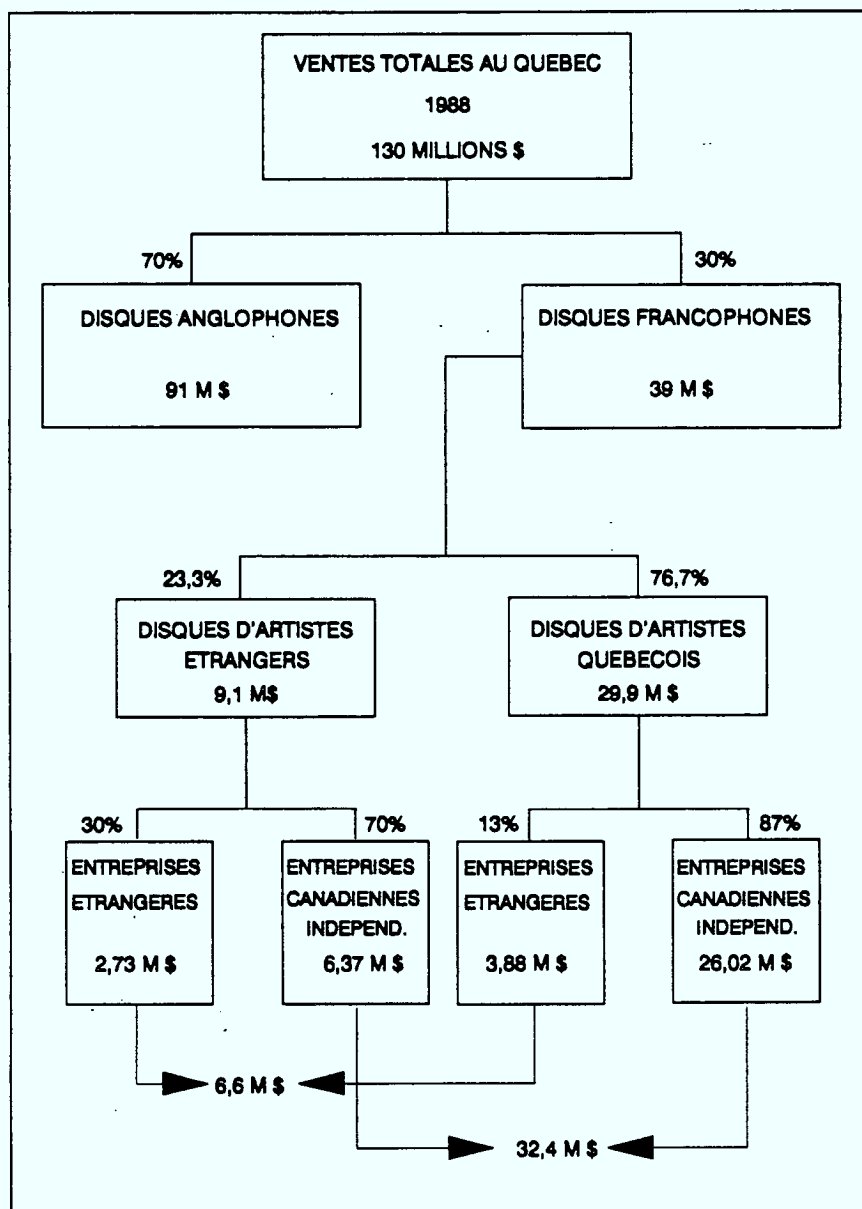 VENTES TOTALES AU QUEBEC
1988
130 MILLIONS $
70%
30%
DISQUES ANGLOPHONES
91 M $
DISQUES FRANCOPHONES
39 M $
23,3%
76,7%
DISQUES D'ARTISTES
ETRANGERS
9,1 M$
DISQUES D'ARTISTES
QUEBECOIS
29,9 M $
30%
70%
13%
87%
ENTREPRISES
ETRANGERES
2,73 M $
ENTREPRISES
CANADIENNES
INDEPEND.
6,37 M $
ENTREPRISES
ETRANGERES
3,88 M $
ENTREPRISES
CANADIENNES
INDEPEND.
26,02 M $
6,6 M $
32,4 M $